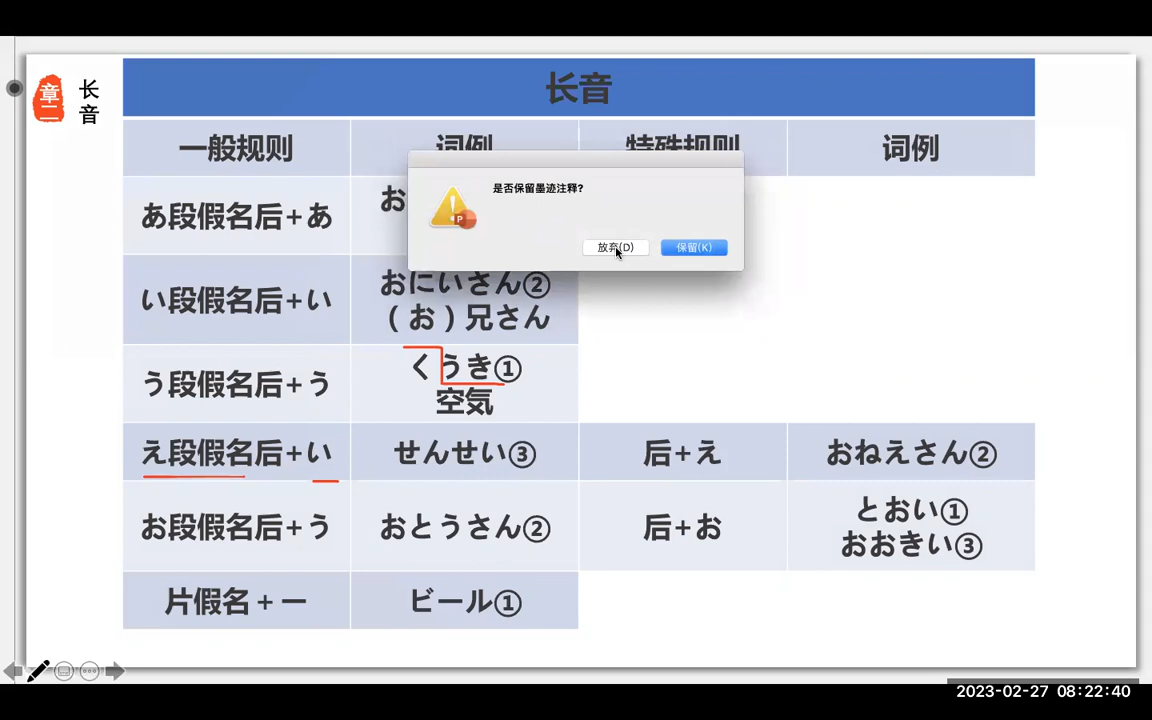 章二
长音
长音
一般规则 词例 特殊规则 词例
是否保留墨迹注释?
放弃(D) 保留(K)
あ段假名后+あ お
い段假名后+い おにいさん②
(お)兄さん
う段假名后+う くうき①
空気
え段假名后+い せんせい③ 后+え おねえさん②
お段假名后+う おとうさん② 后+お とおい①
おおきい③
片假名+ー ビール①
2023-02-27 08:22:40